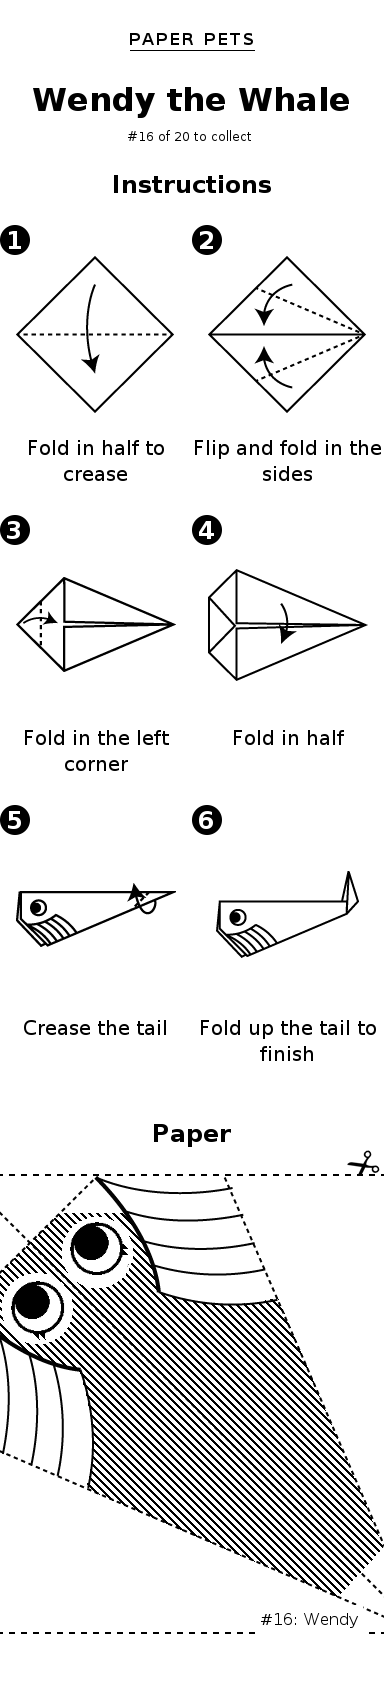 PAPER PETS
Wendy the Whale
#16 of 20 to collect
Instructions
1
2
Fold in half to
crease
Flip and fold in the
sides
3
4
Fold in the left
corner
Fold in half
5
6
Crease the tail
Fold up the tail to
finish
Paper
#16: Wendy